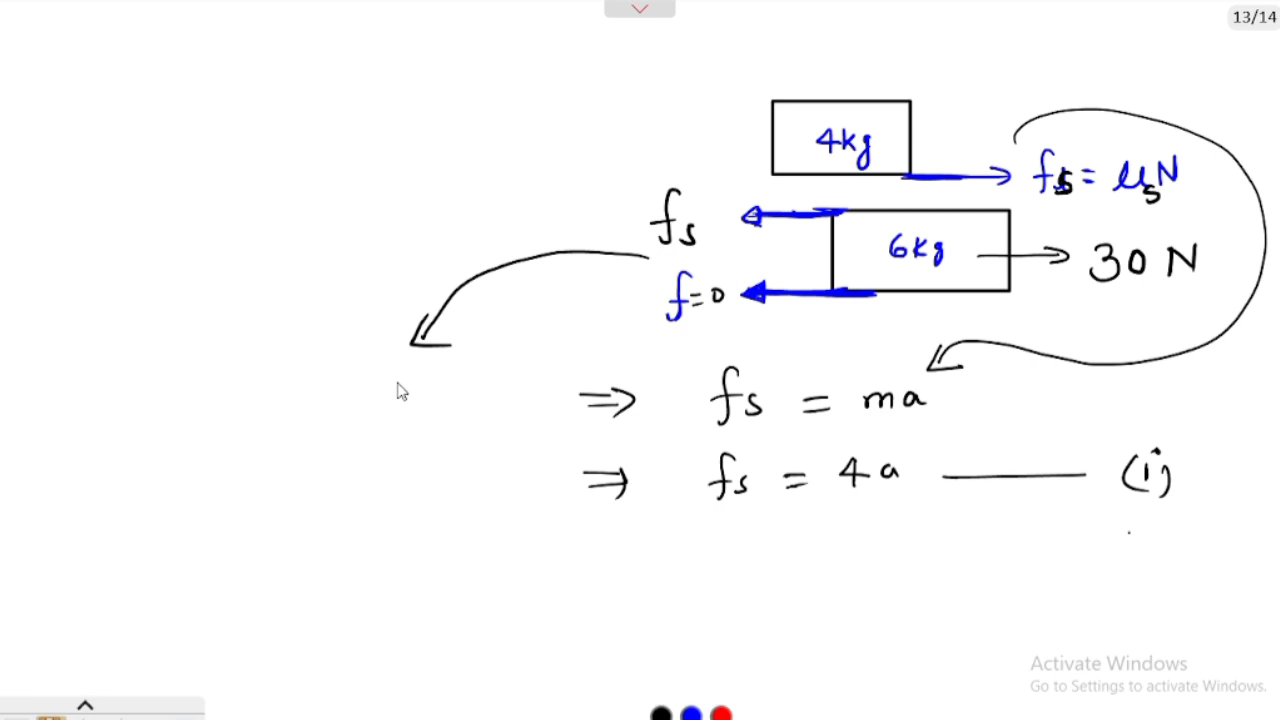 13/14
4kg
fs = μsN
fs
6kg
30 N
f=0
⇒ fs = ma
⇒ fs = 4a —— (i)
Activate Windows
Go to Settings to activate Windows.